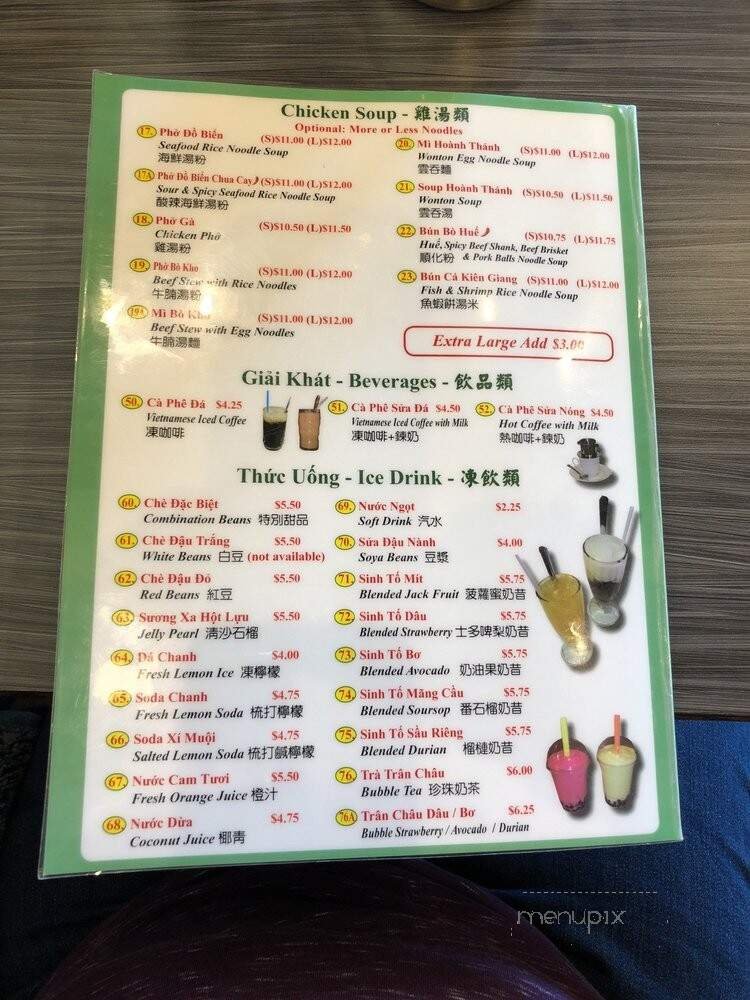 Chicken Soup - 雞湯類
Optional: More or Less Noodles
17. Phở Đồ Biển (S)$11.00 (L)$12.00
Seafood Rice Noodle Soup
海鮮湯粉
17A Phở Đồ Biển Chua Cay (S)$11.00 (L)$12.00
Sour & Spicy Seafood Rice Noodle Soup
酸辣海鮮湯粉
18. Phở Gà (S)$10.50 (L)$11.50
Chicken Phở
雞湯粉
19. Phở Bò Kho (S)$11.00 (L)$12.00
Beef Stew with Rice Noodles
牛腩湯粉
19A Mì Bò Kho (S)$11.00 (L)$12.00
Beef Stew with Egg Noodles
牛腩湯麵
20. Mì Hoành Thánh (S)$11.00 (L)$12.00
Wonton Egg Noodle Soup
雲吞麵
21. Soup Hoành Thánh (S)$10.50 (L)$11.50
Wonton Soup
雲吞湯
22. Bún Bò Huế (S)$10.75 (L)$11.75
Huế, Spicy Beef Shank, Beef Brisket
順化粉 & Pork Balls Noodle Soup
23. Bún Cá Kiên Giang (S)$11.00 (L)$12.00
Fish & Shrimp Rice Noodle Soup
魚蝦餅湯米
Extra Large Add $3.00
Giải Khát - Beverages - 飲品類
50. Cà Phê Đá $4.25
Vietnamese Iced Coffee
凍咖啡
51. Cà Phê Sữa Đá $4.50
Vietnamese Iced Coffee with Milk
凍咖啡+鍊奶
52. Cà Phê Sữa Nóng $4.50
Hot Coffee with Milk
熱咖啡+鍊奶
Thức Uống - Ice Drink - 凍飲類
60. Chè Đặc Biệt $5.50
Combination Beans 特別甜品
61. Chè Đậu Trắng $5.50
White Beans 白豆 (not available)
62. Chè Đậu Đỏ $5.50
Red Beans 紅豆
63. Sương Xa Hột Lựu $5.50
Jelly Pearl 清沙石榴
64. Đá Chanh $4.00
Fresh Lemon Ice 凍檸檬
65. Soda Chanh $4.75
Fresh Lemon Soda 梳打檸檬
66. Soda Xí Muội $4.75
Salted Lemon Soda 梳打鹹檸檬
67. Nước Cam Tươi $5.50
Fresh Orange Juice 橙汁
68. Nước Dừa $4.75
Coconut Juice 椰青
69. Nước Ngọt $2.25
Soft Drink 汽水
70. Sữa Đậu Nành $4.00
Soya Beans 豆漿
71. Sinh Tố Mít $5.75
Blended Jack Fruit 菠蘿蜜奶昔
72. Sinh Tố Dâu $5.75
Blended Strawberry 士多啤梨奶昔
73. Sinh Tố Bơ $5.75
Blended Avocado 奶油果奶昔
74. Sinh Tố Mãng Cầu $5.75
Blended Soursop 番石榴奶昔
75. Sinh Tố Sầu Riêng $5.75
Blended Durian 榴槤奶昔
76. Trà Trân Châu $6.00
Bubble Tea 珍珠奶茶
76A Trân Châu Dâu / Bơ $6.25
Bubble Strawberry / Avocado / Durian
menupix